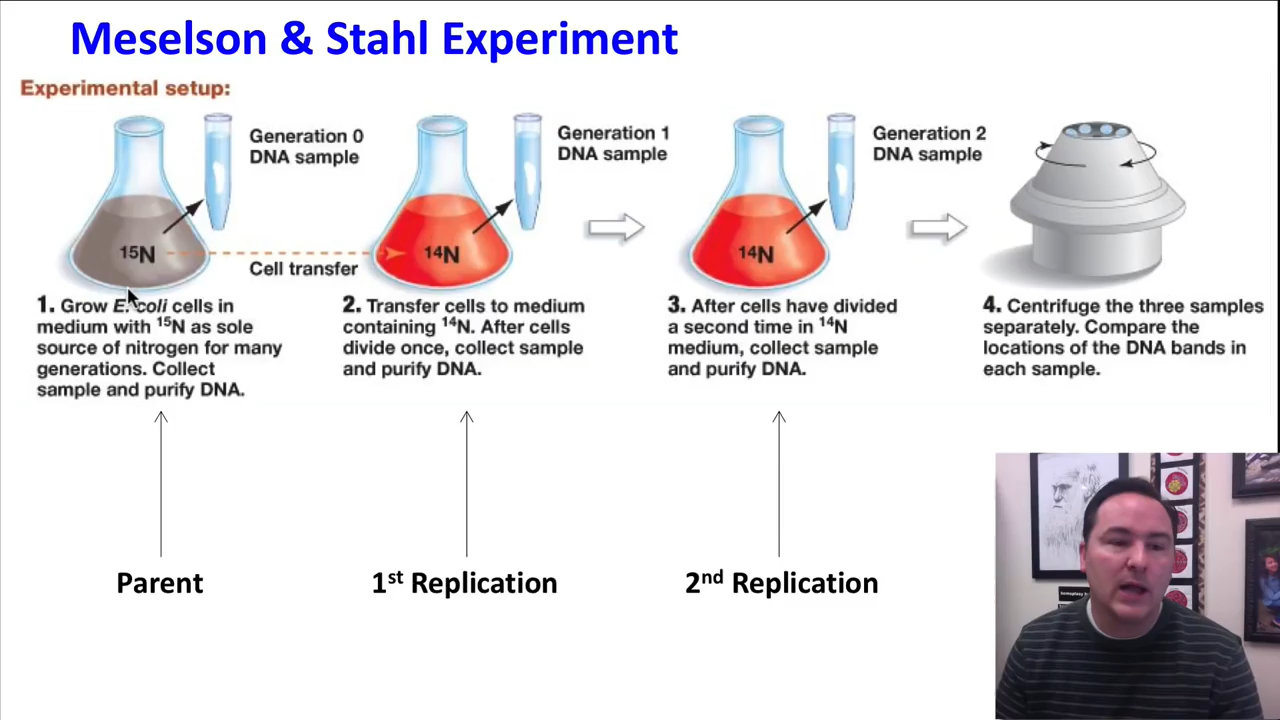 Meselson & Stahl Experiment
Experimental setup:
Generation 0
DNA sample
Generation 1
DNA sample
Generation 2
DNA sample
15N
Cell transfer
14N
14N
1. Grow E. coli cells in
medium with 15N as sole
source of nitrogen for many
generations. Collect
sample and purify DNA.
2. Transfer cells to medium
containing 14N. After cells
divide once, collect sample
and purify DNA.
3. After cells have divided
a second time in 14N
medium, collect sample
and purify DNA.
4. Centrifuge the three samples
separately. Compare the
locations of the DNA bands in
each sample.
Parent
1st Replication
2nd Replication